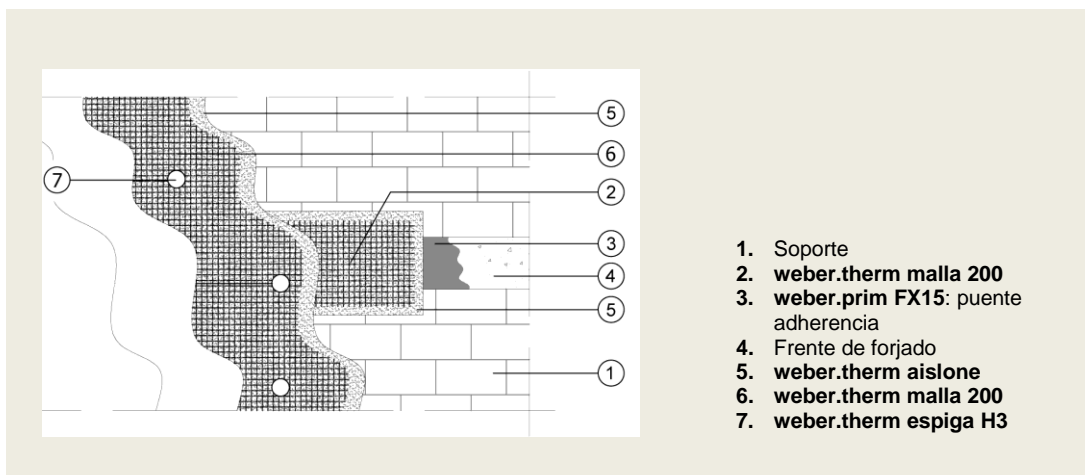 5
6
2
7
3
4
5
1
1. Soporte
2. weber.therm malla 200
3. weber.prim FX15: puente
adherencia
4. Frente de forjado
5. weber.therm aislone
6. weber.therm malla 200
7. weber.therm espiga H3